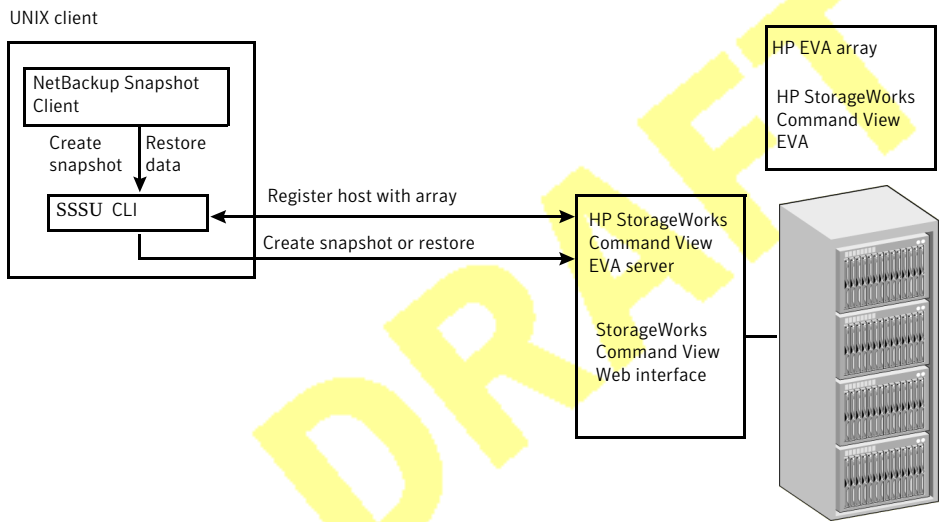 UNIX client
NetBackup Snapshot
Client
Create
snapshot
Restore
data
SSSU CLI
Register host with array
Create snapshot or restore
HP StorageWorks
Command View
EVA server
StorageWorks
Command View
Web interface
HP EVA array
HP StorageWorks
Command View
EVA
DRAFT